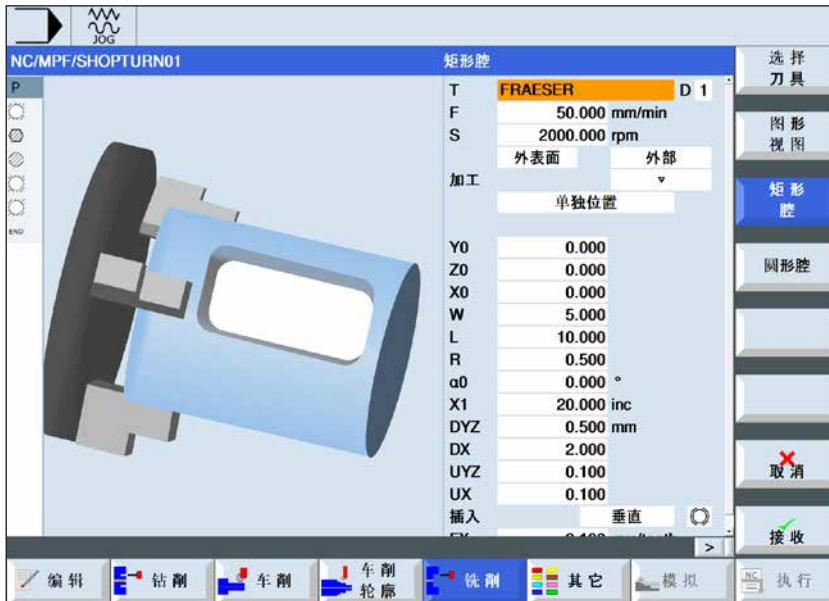 JOG
NC/MPF/SHOPTURN01
矩形腔
P
END
T FRAESER D 1
F 50.000 mm/min
S 2000.000 rpm
外表面 外部
加工 ▽
单独位置
Y0 0.000
Z0 0.000
X0 0.000
W 5.000
L 10.000
R 0.500
α0 0.000 °
X1 20.000 inc
DYZ 0.500 mm
DX 2.000
UYZ 0.100
UX 0.100
插入 垂直
>
选择
刀具
图形
视图
矩形
腔
圆形腔
取消
接收
编辑
钻削
车削
车削
轮廓
铣削
其它
模拟
NC
执行